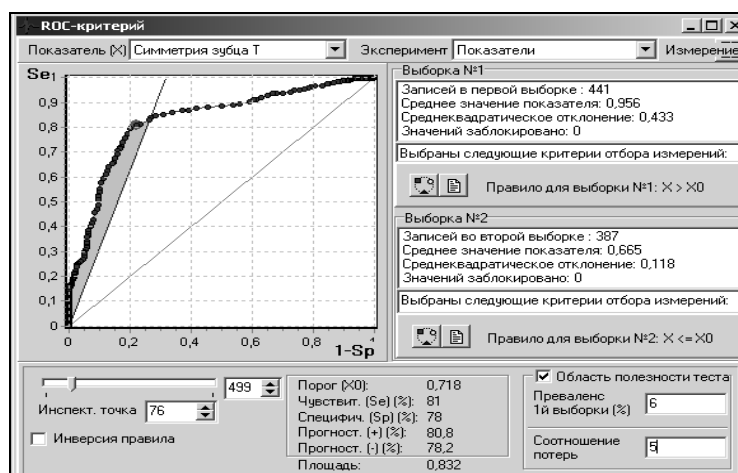 ROC-критерий
Показатель (X) Симметрия зубца Т Эксперимент Показатели Измерение
Se
1
0,9
0,8
0,7
0,6
0,5
0,4
0,3
0,2
0,1
0
0 0,2 0,4 0,6 0,8 1
1-Sp
Выборка №1
Записей в первой выборке : 441
Среднее значение показателя: 0,956
Среднеквадратическое отклонение: 0,433
Значений заблокировано: 0
Выбраны следующие критерии отбора измерений:
Правило для выборки №1: X > X0
Выборка №2
Записей во второй выборке : 387
Среднее значение показателя: 0,665
Среднеквадратическое отклонение: 0,118
Значений заблокировано: 0
Выбраны следующие критерии отбора измерений:
Правило для выборки №2: X <= X0
499
Инспект. точка 76
Инверсия правила
Порог (X0): 0,718
Чувствит. (Se) (%): 81
Специфич. (Sp) (%): 78
Прогност. (+) (%): 80,8
Прогност. (-) (%): 78,2
Площадь: 0,832
Область полезности теста
Преваленс
1й выборки (%) 6
Соотношение
потерь 5